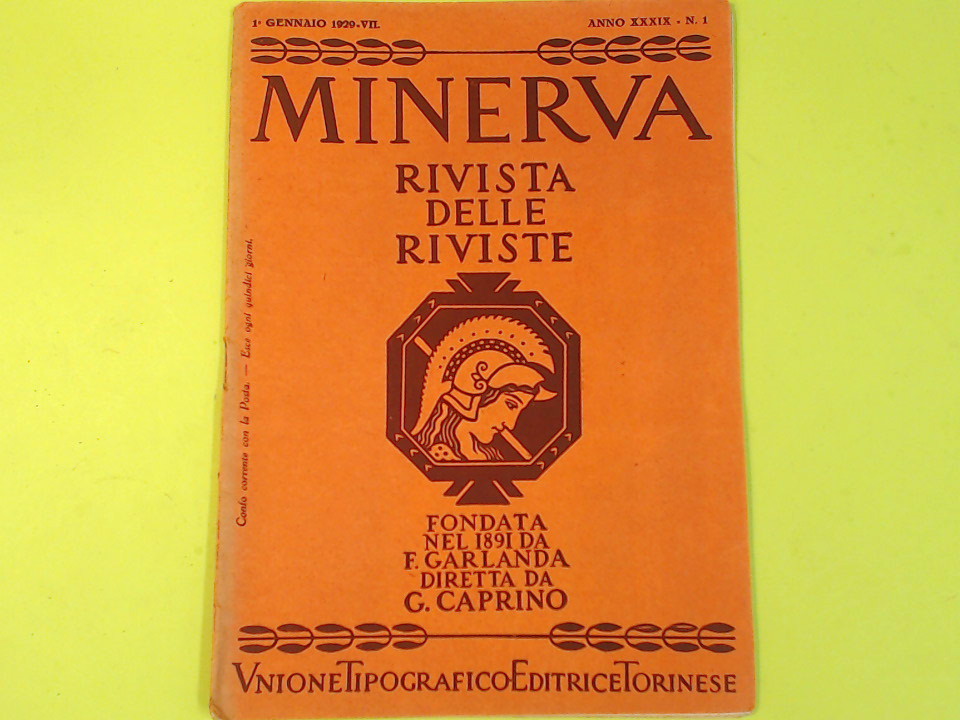 1° GENNAIO 1929-VII.
ANNO XXXIX - N. 1
MINERVA
RIVISTA
DELLE
RIVISTE
Conto corrente con la Posta. — Esce ogni quindici giorni.
FONDATA
NEL 1891 DA
F. GARLANDA
DIRETTA DA
G. CAPRINO
VNIONE TIPOGRAFICO EDITRICE TORINESE